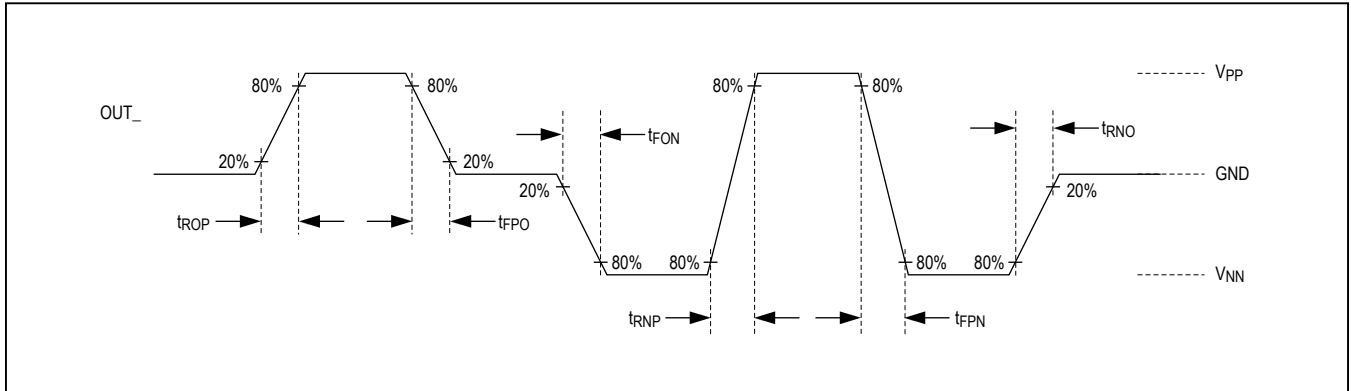 VPP
80% 80% 80% 80%
OUT_
tFON tRNO
20% 20% GND
20% 20%
tROP tFPO
80% 80% 80% 80%
VNN
tRNP tFPN